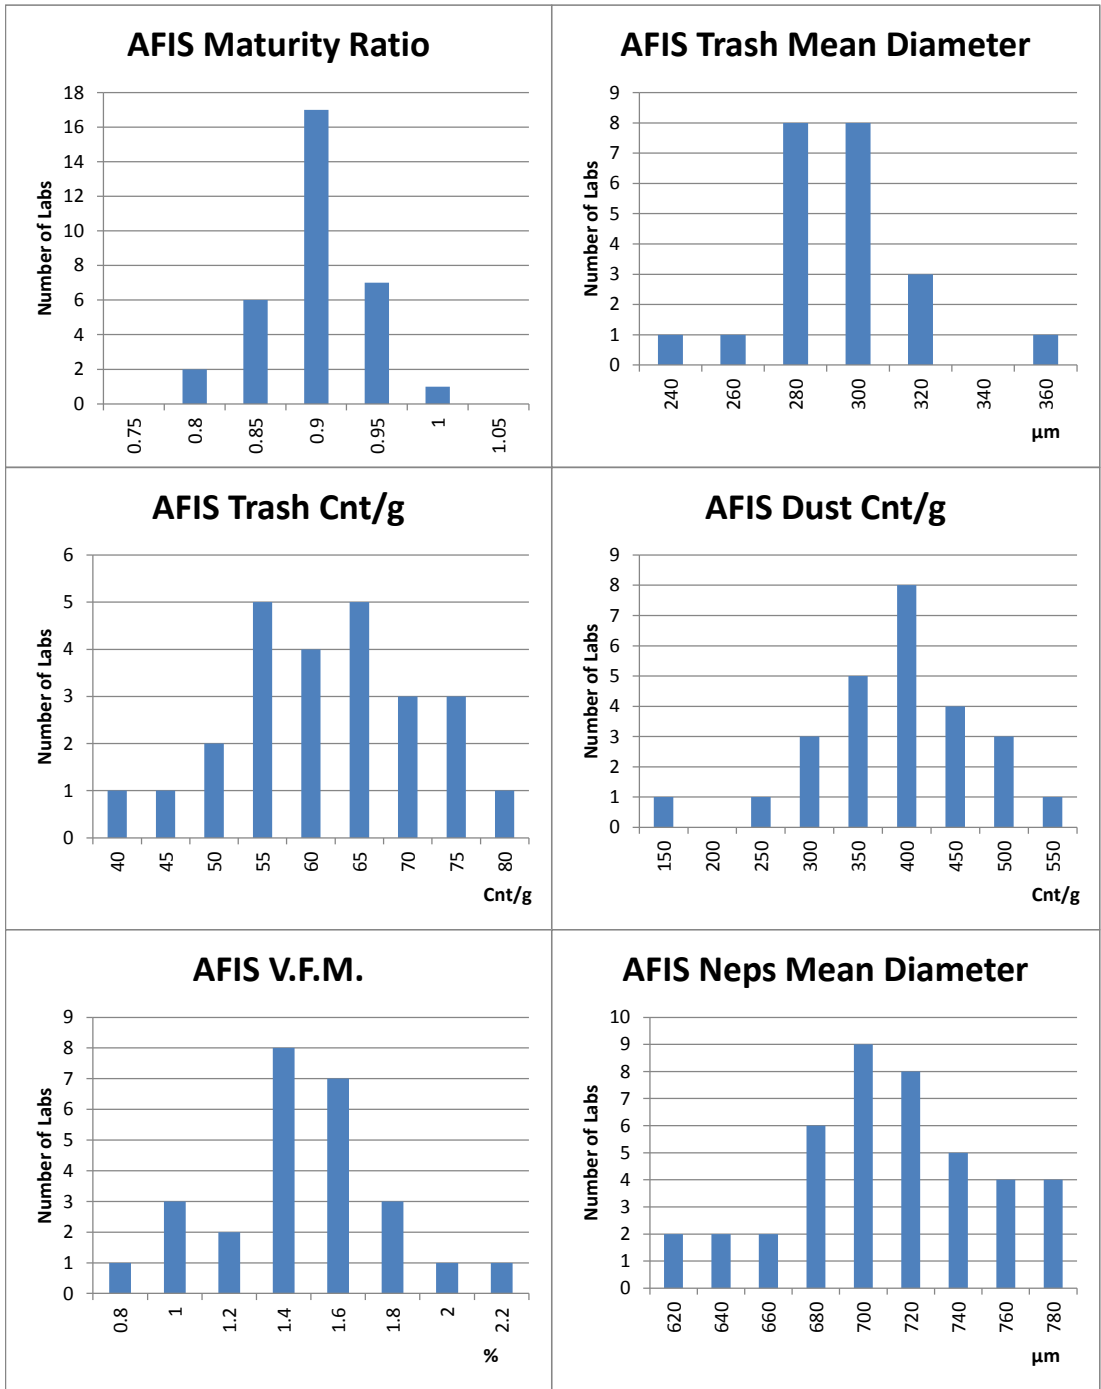 AFIS Maturity Ratio
Number of Labs
18
16
14
12
10
8
6
4
2
0
0.75 0.8 0.85 0.9 0.95 1 1.05
AFIS Trash Mean Diameter
Number of Labs
9
8
7
6
5
4
3
2
1
0
240 260 280 300 320 340 360
µm
AFIS Trash Cnt/g
Number of Labs
6
5
4
3
2
1
0
40 45 50 55 60 65 70 75 80
Cnt/g
AFIS Dust Cnt/g
Number of Labs
9
8
7
6
5
4
3
2
1
0
150 200 250 300 350 400 450 500 550
Cnt/g
AFIS V.F.M.
Number of Labs
9
8
7
6
5
4
3
2
1
0
0.8 1 1.2 1.4 1.6 1.8 2 2.2
%
AFIS Neps Mean Diameter
Number of Labs
10
9
8
7
6
5
4
3
2
1
0
620 640 660 680 700 720 740 760 780
µm